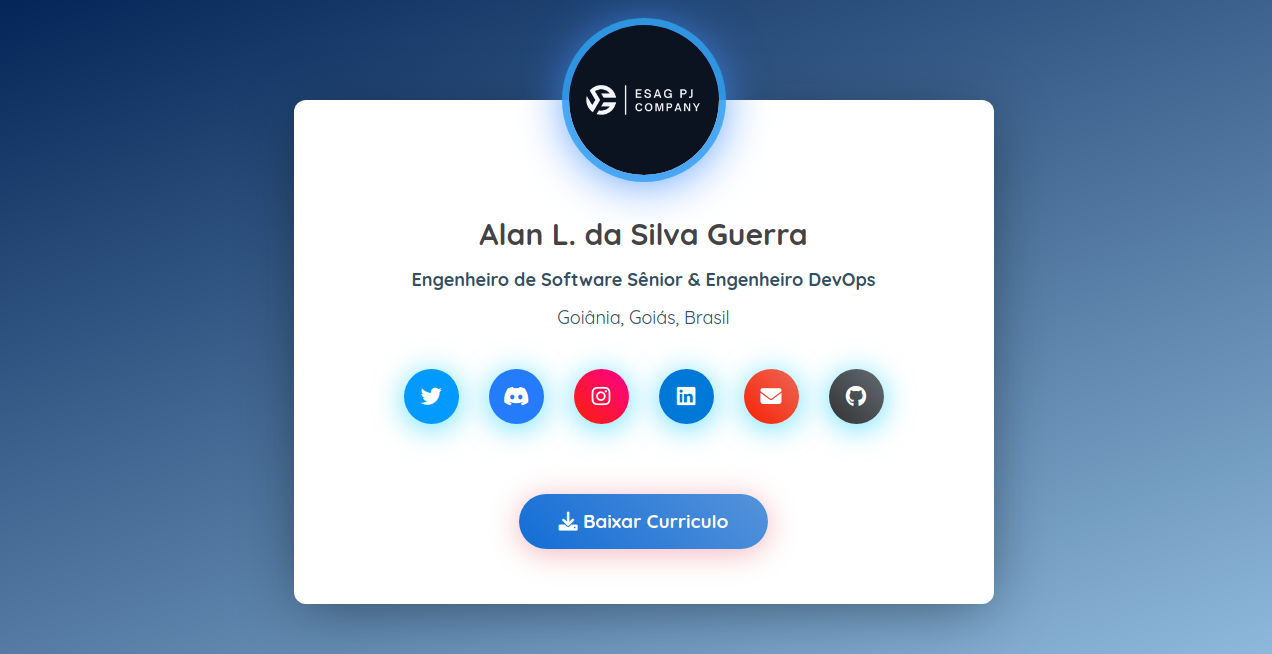 ESAG PJ
COMPANY
Alan L. da Silva Guerra
Engenheiro de Software Sênior & Engenheiro DevOps
Goiânia, Goiás, Brasil
Baixar Curriculo